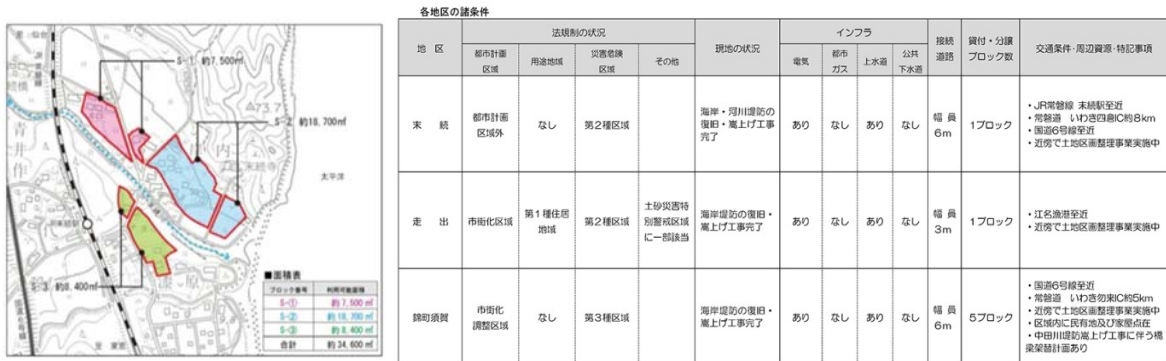 至 仙台
S-1 約7,500㎡
73.7
S-2 約18,700㎡
内
末続寺
太平洋
青
井
作
原
S-3 約8,400㎡
国道6号線
至 東京
■面積表
ブロック番号 利用可能面積
S-① 約7,500㎡
S-② 約18,700㎡
S-③ 約8,400㎡
合計 約34,600㎡
各地区の諸条件
地 区 法規制の状況 現地の状況 インフラ 接続道路 貸付・分譲ブロック数 交通条件・周辺資源・特記事項
都市計画区域 用途地域 災害危険区域 その他 電気 都市ガス 上水道 公共下水道
末 続 都市計画区域外 なし 第2種区域 海岸・河川堤防の復旧・嵩上げ工事完了 あり なし あり なし 幅員6m 1ブロック
・JR常磐線 末続駅至近
・常磐道 いわき四倉IC約8km
・国道6号線至近
・近傍で土地区画整理事業実施中
走 出 市街化区域 第1種住居地域 第2種区域 土砂災害特別警戒区域に一部該当 海岸堤防の復旧・嵩上げ工事完了 あり なし あり なし 幅員3m 1ブロック
・江名漁港至近
・近傍で土地区画整理事業実施中
錦町須賀 市街化調整区域 なし 第3種区域 海岸堤防の復旧・嵩上げ工事完了 あり なし あり なし 幅員6m 5ブロック
・国道6号線至近
・常磐道 いわき勿来IC約5km
・近傍で土地区画整理事業実施中
・区域内に民有地及び家屋点在
・中田川堤防嵩上げ工事に伴う橋梁架替計画あり